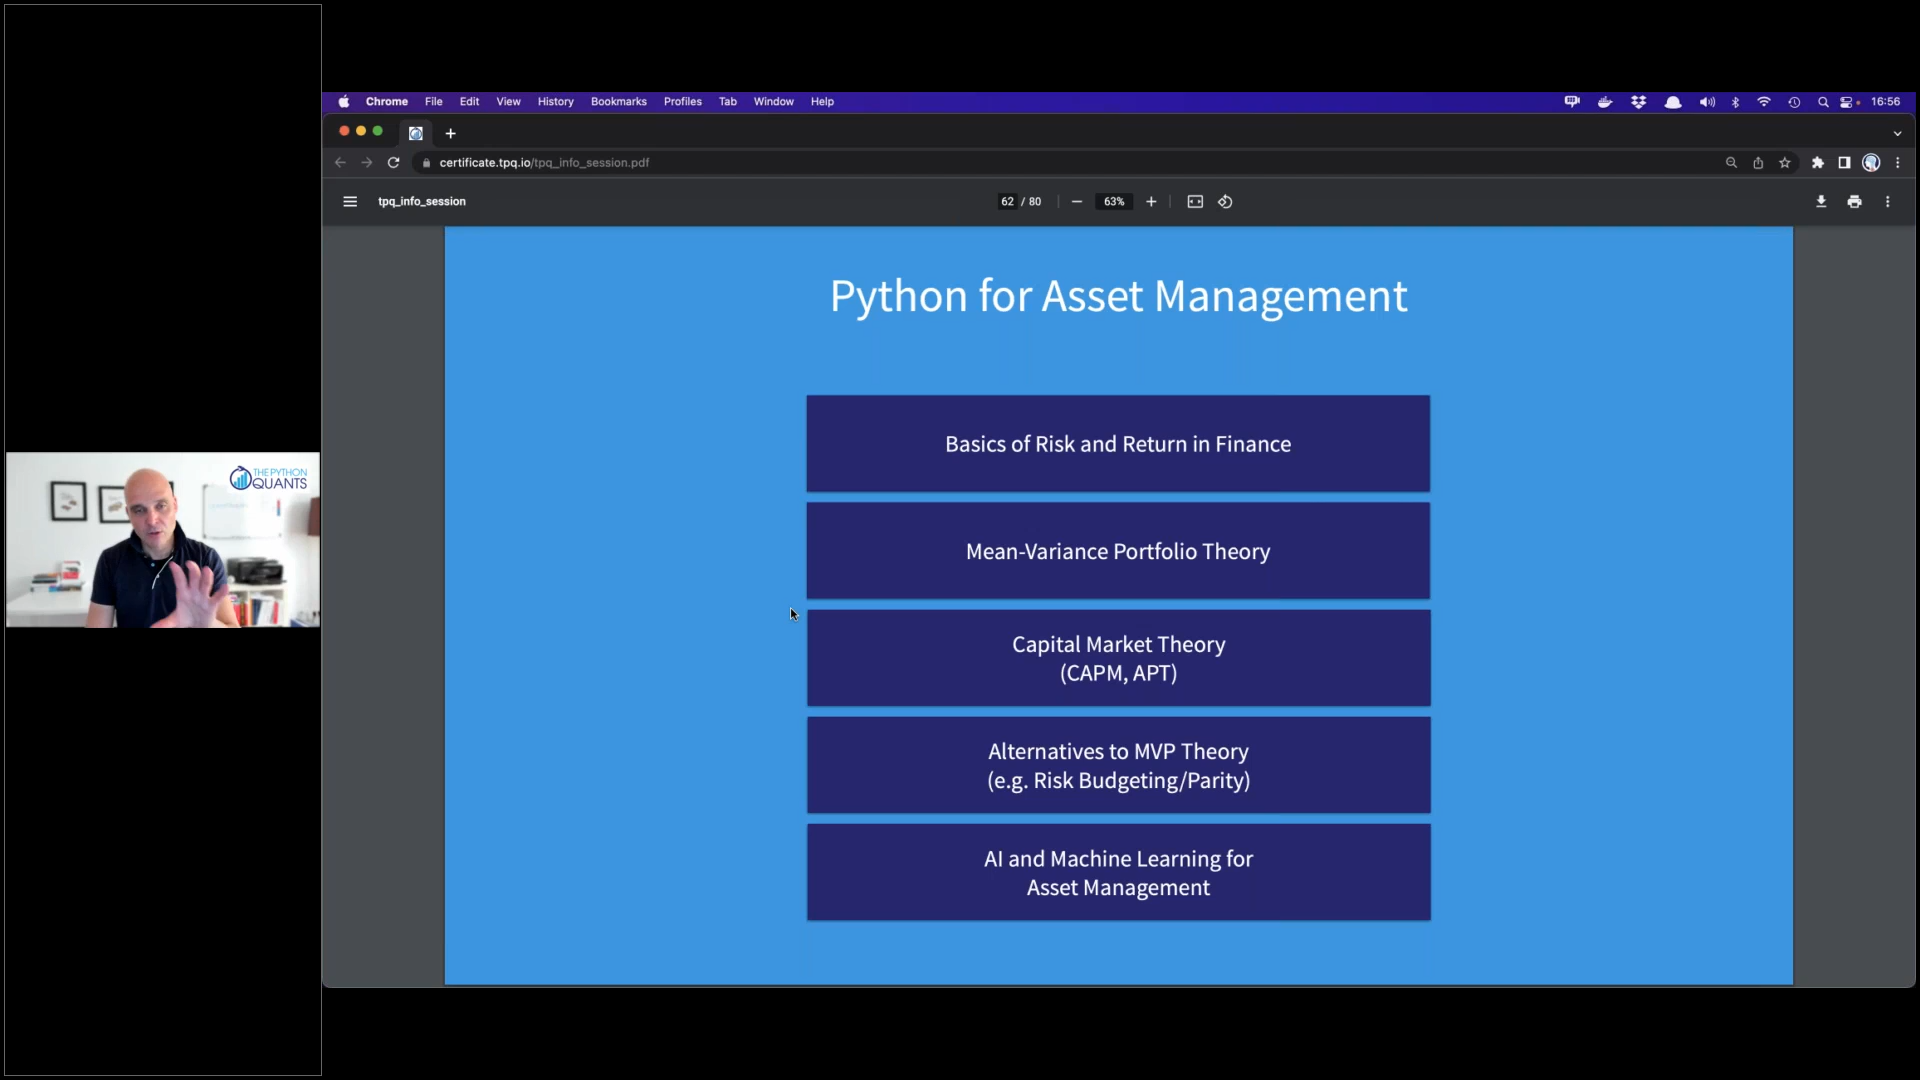 Chrome File Edit View History Bookmarks Profiles Tab Window Help 16:56
certificate.tpq.io/tpq_info_session.pdf
tpq_info_session 62 / 80 63%
Python for Asset Management
Basics of Risk and Return in Finance
Mean-Variance Portfolio Theory
Capital Market Theory
(CAPM, APT)
Alternatives to MVP Theory
(e.g. Risk Budgeting/Parity)
AI and Machine Learning for
Asset Management
THE PYTHON
QUANTS